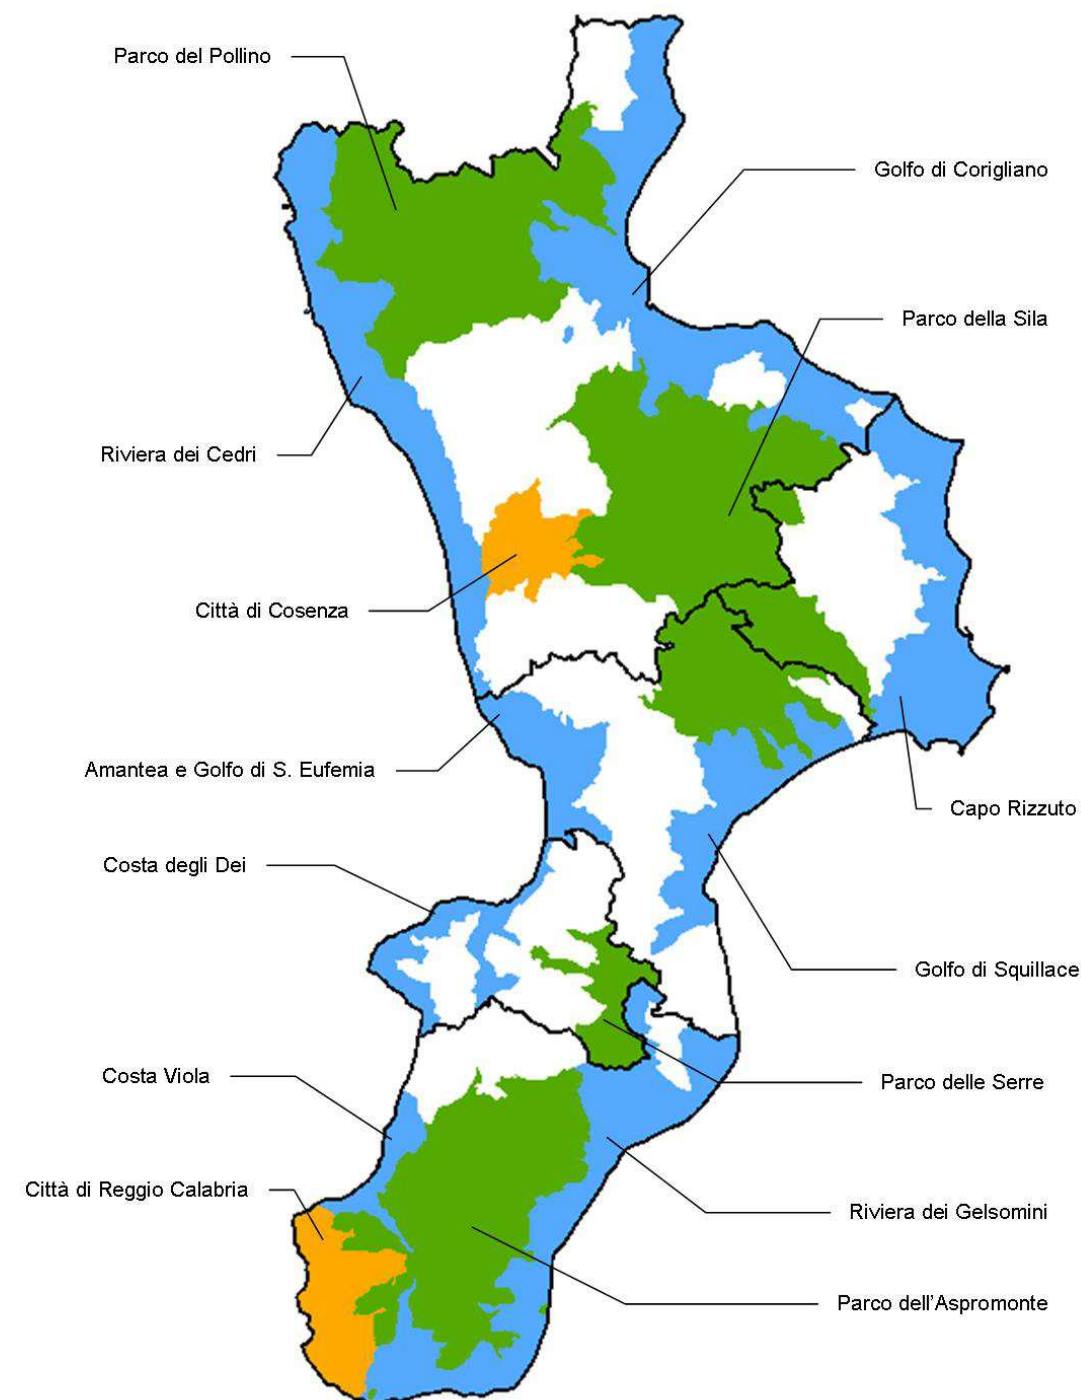 Parco del Pollino
Golfo di Corigliano
Parco della Sila
Riviera dei Cedri
Città di Cosenza
Amantea e Golfo di S. Eufemia
Capo Rizzuto
Costa degli Dei
Golfo di Squillace
Costa Viola
Parco delle Serre
Città di Reggio Calabria
Riviera dei Gelsomini
Parco dell'Aspromonte